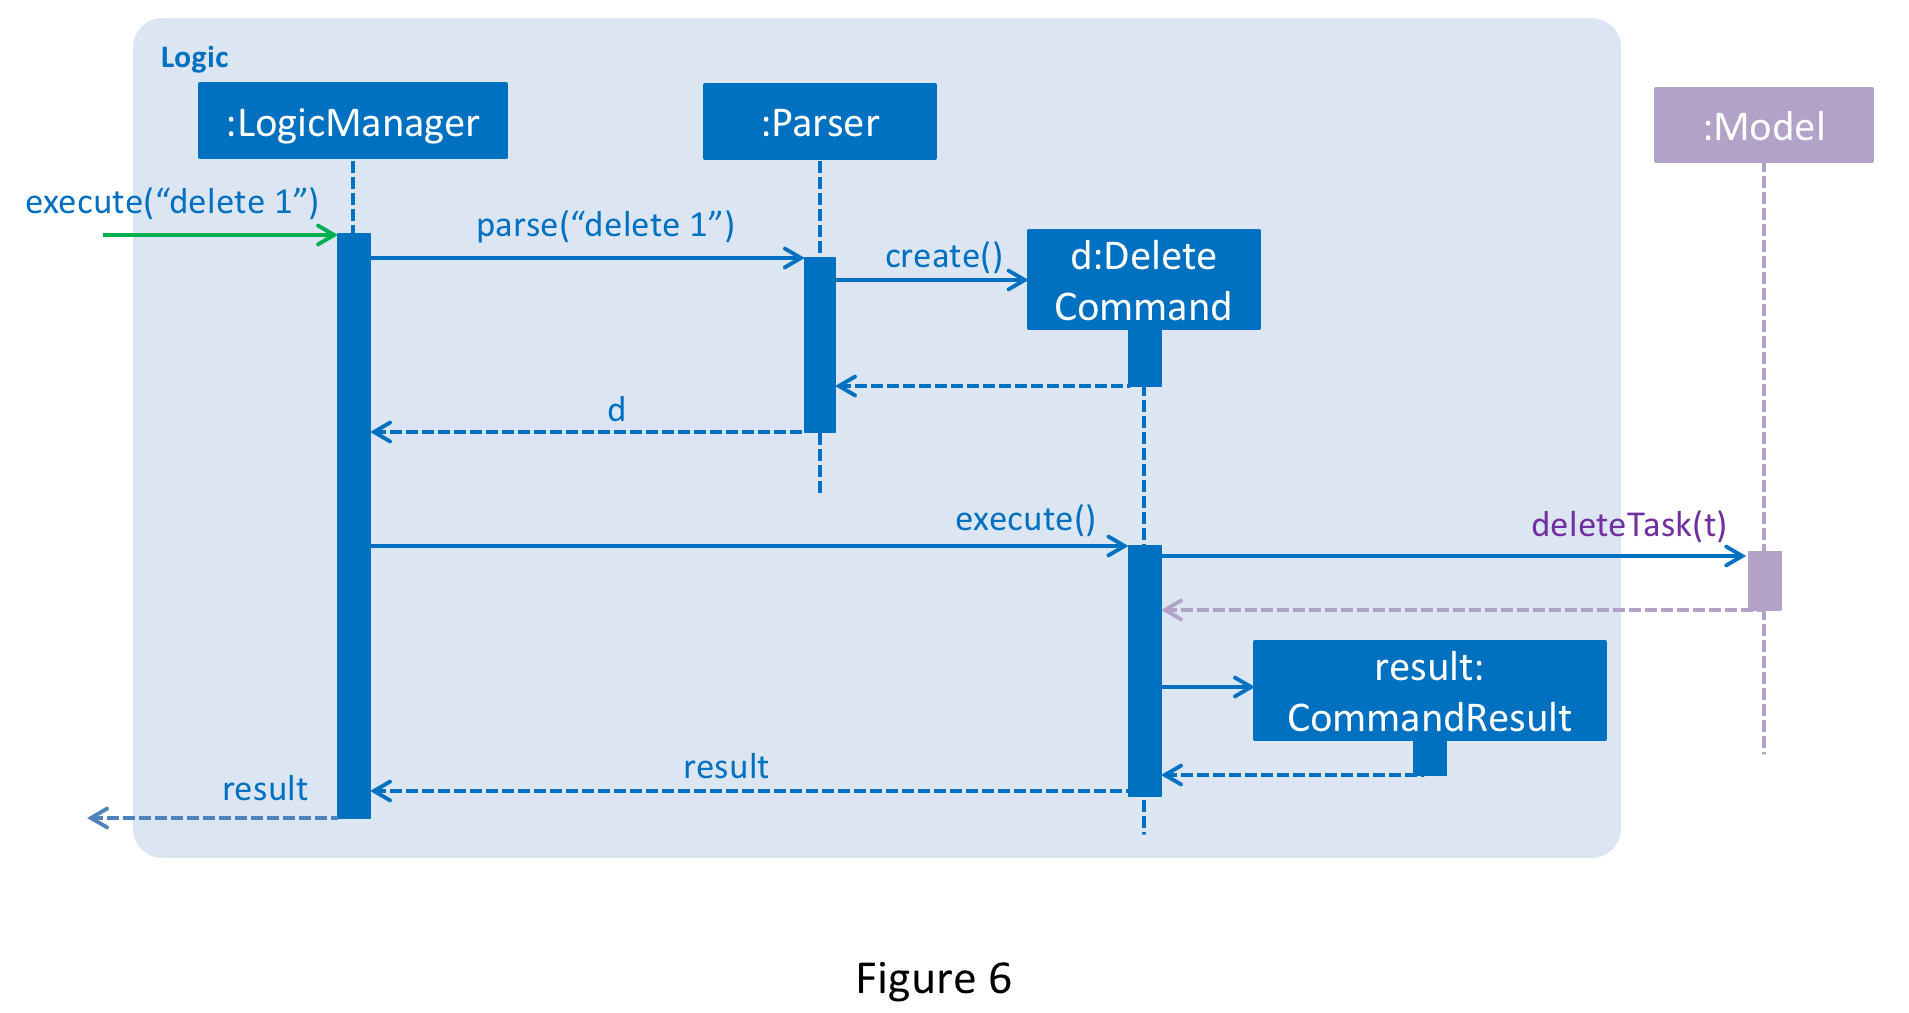 Logic
:LogicManager
:Parser
:Model
execute(“delete 1”)
parse(“delete 1”)
create()
d:Delete
Command
d
execute()
deleteTask(t)
result:
CommandResult
result
result
Figure 6